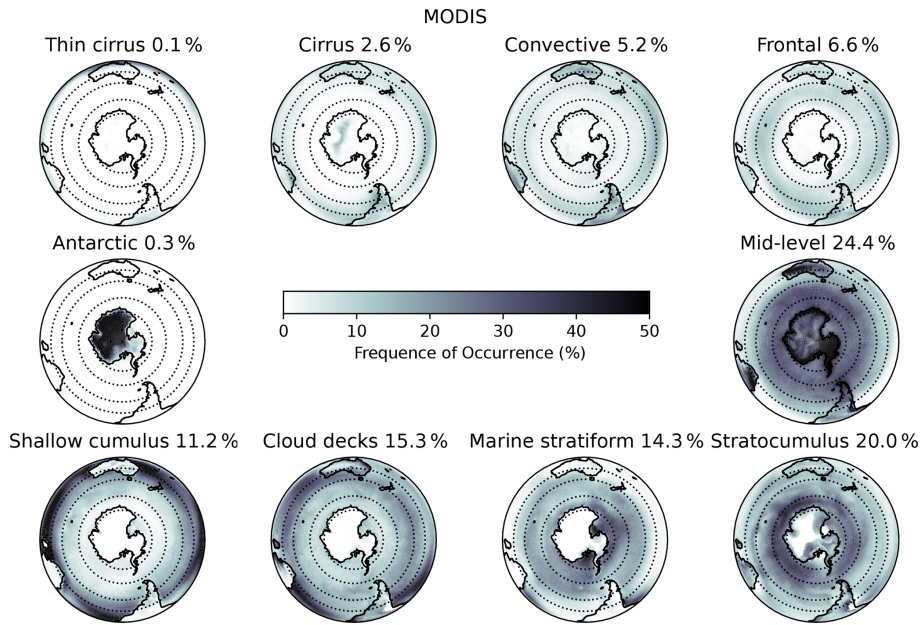 MODIS
Thin cirrus 0.1 % Cirrus 2.6 % Convective 5.2 % Frontal 6.6 %
Antarctic 0.3 % Mid-level 24.4 %
0 10 20 30 40 50
Frequence of Occurrence (%)
Shallow cumulus 11.2 % Cloud decks 15.3 % Marine stratiform 14.3 % Stratocumulus 20.0 %